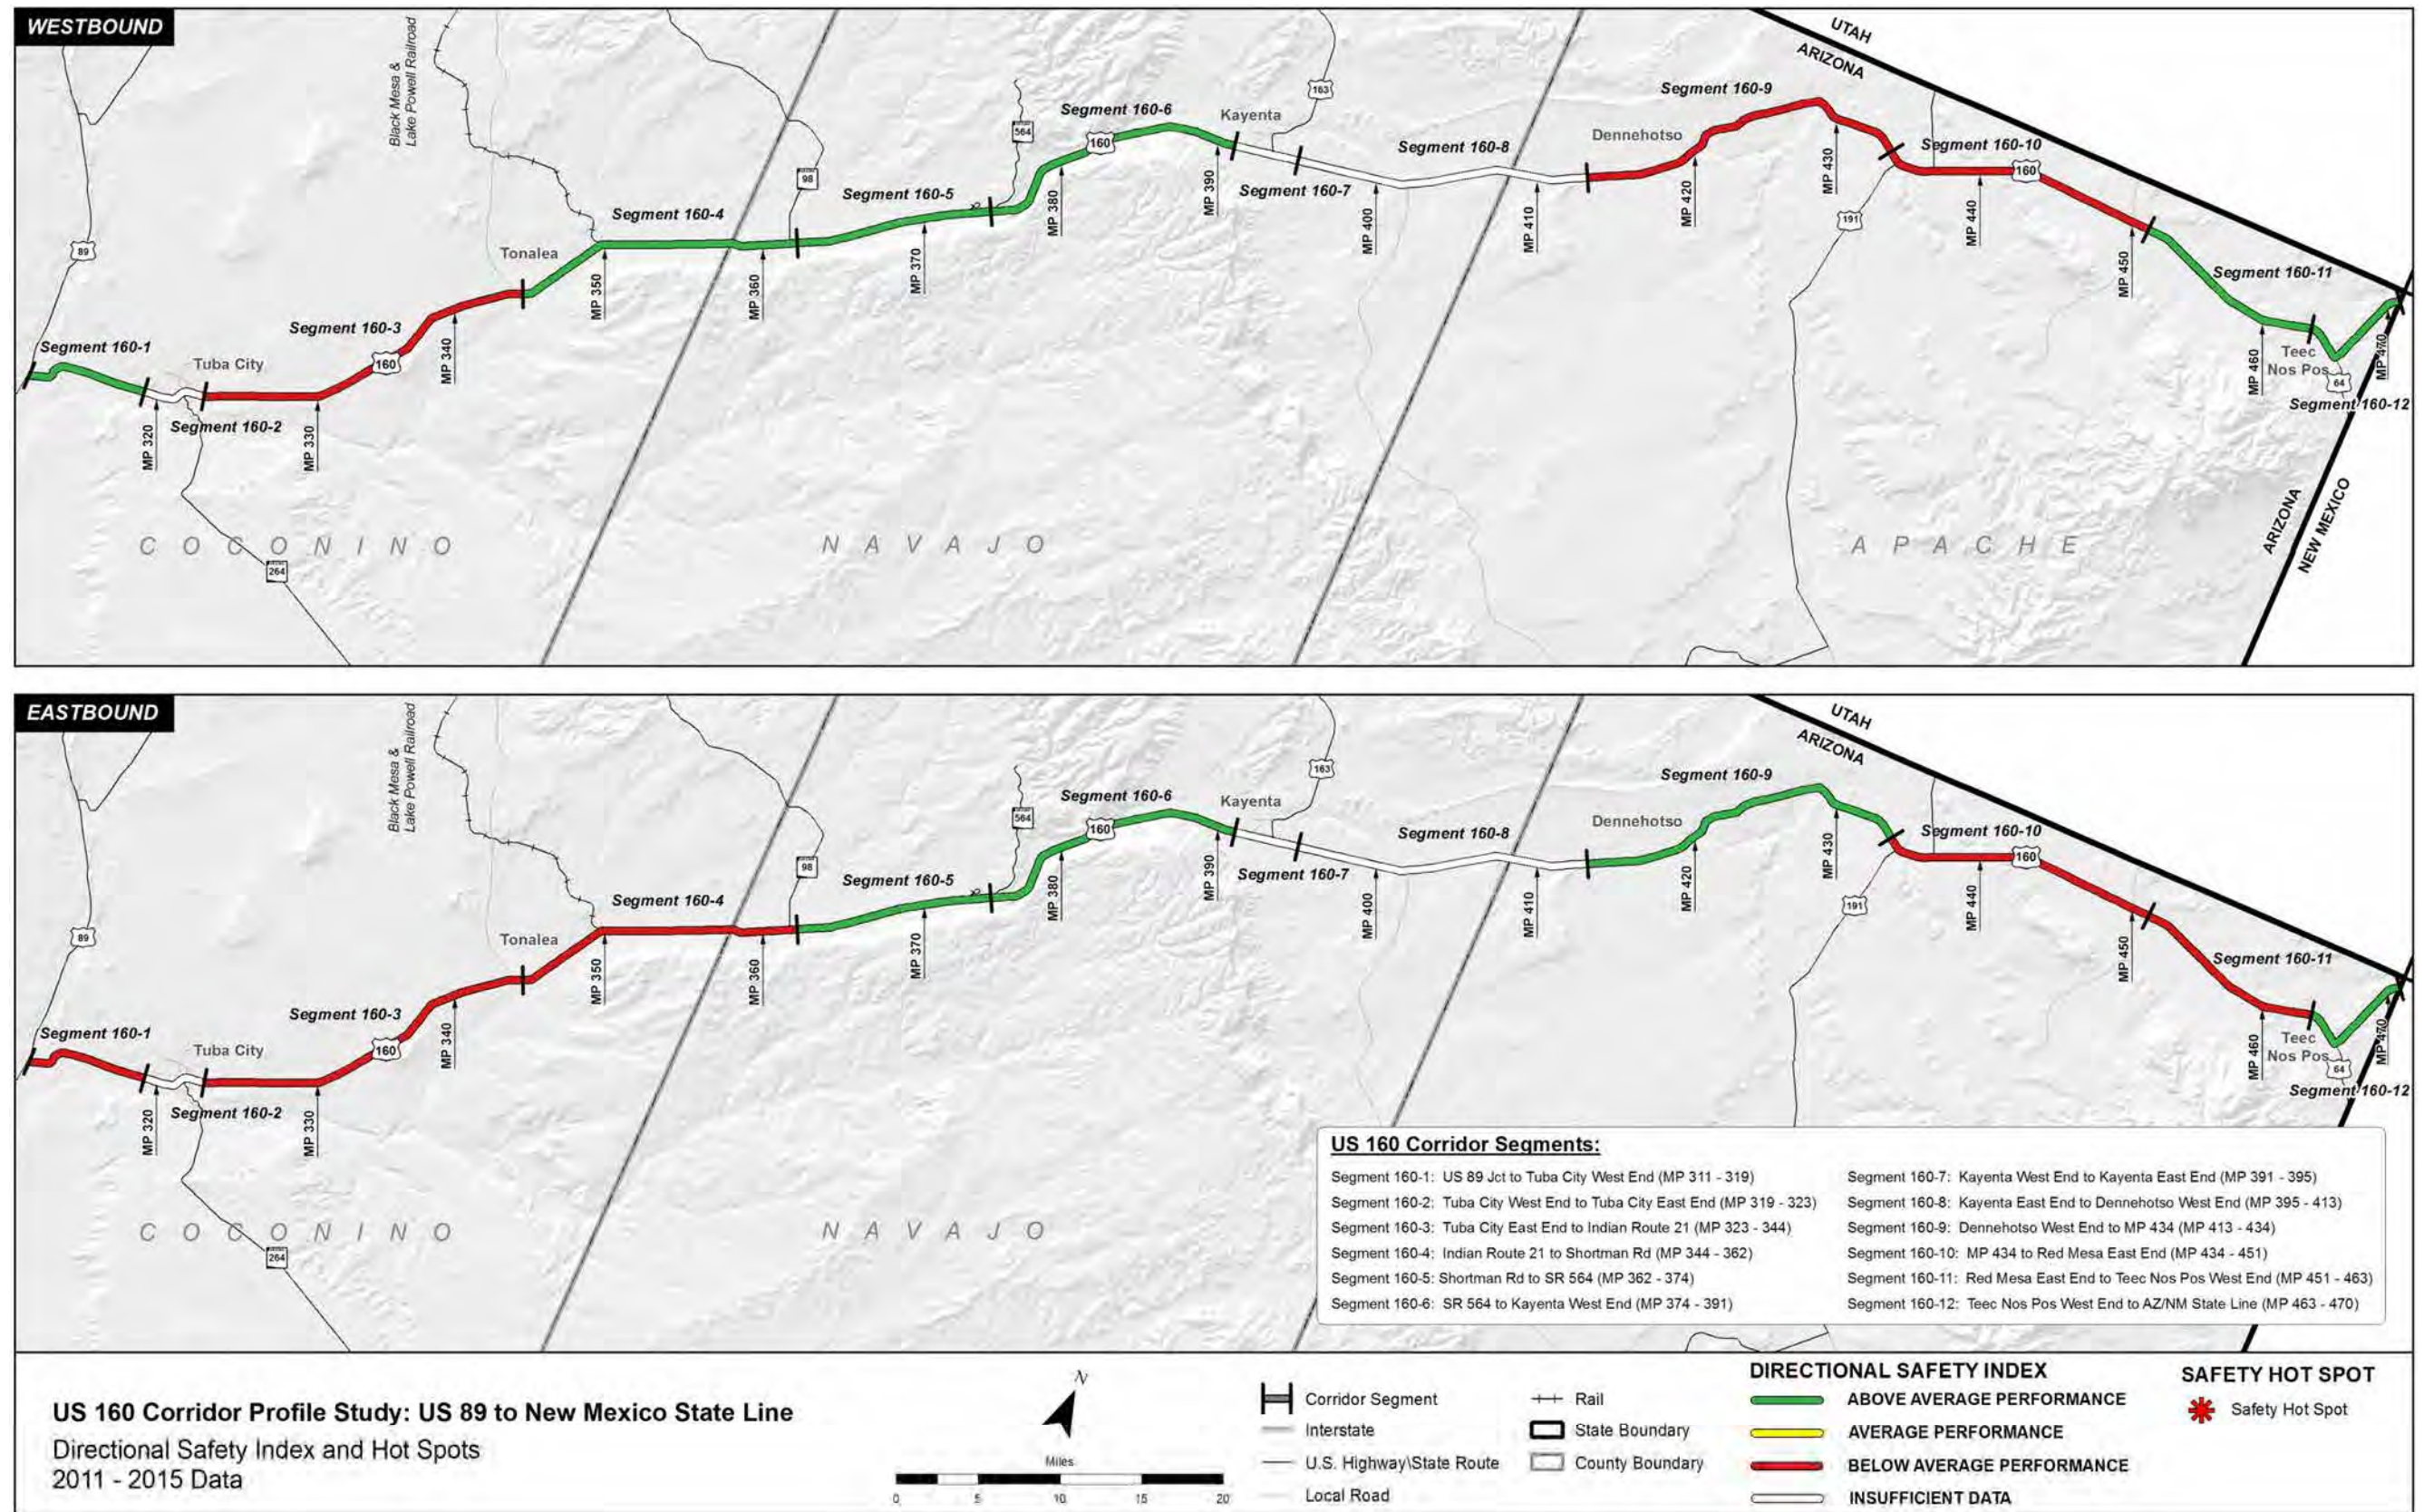 WESTBOUND
UTAH
ARIZONA
Black Mesa &
Lake Powell Railroad
Segment 160-9
Segment 160-6
163
Kayenta
564
160
Dennehotso
Segment 160-8
Segment 160-10
160
MP 430
98
Segment 160-5
MP 380
MP 390
Segment 160-7
MP 400
MP 410
MP 420
191
MP 440
Segment 160-4
89
Tonalea
MP 350
MP 360
MP 370
MP 450
Segment 160-11
Segment 160-3
MP 340
Segment 160-1
Tuba City
160
MP 460
Teec
Nos Pos
MP 470
64
Segment 160-12
MP 320
Segment 160-2
MP 330
COCONINO
NAVAJO
APACHE
ARIZONA
NEW MEXICO
264
EASTBOUND
UTAH
ARIZONA
Black Mesa &
Lake Powell Railroad
Segment 160-9
Segment 160-6
163
Kayenta
564
160
Dennehotso
Segment 160-8
Segment 160-10
160
MP 430
98
Segment 160-5
MP 380
MP 390
Segment 160-7
MP 400
MP 410
MP 420
191
MP 440
Segment 160-4
89
Tonalea
MP 350
MP 360
MP 370
MP 450
Segment 160-11
Segment 160-3
MP 340
Segment 160-1
Tuba City
160
MP 460
Teec
Nos Pos
MP 470
64
Segment 160-12
MP 320
Segment 160-2
MP 330
COCONINO
NAVAJO
264
US 160 Corridor Segments:
Segment 160-1: US 89 Jct to Tuba City West End (MP 311 - 319)
Segment 160-2: Tuba City West End to Tuba City East End (MP 319 - 323)
Segment 160-3: Tuba City East End to Indian Route 21 (MP 323 - 344)
Segment 160-4: Indian Route 21 to Shortman Rd (MP 344 - 362)
Segment 160-5: Shortman Rd to SR 564 (MP 362 - 374)
Segment 160-6: SR 564 to Kayenta West End (MP 374 - 391)
Segment 160-7: Kayenta West End to Kayenta East End (MP 391 - 395)
Segment 160-8: Kayenta East End to Dennehotso West End (MP 395 - 413)
Segment 160-9: Dennehotso West End to MP 434 (MP 413 - 434)
Segment 160-10: MP 434 to Red Mesa East End (MP 434 - 451)
Segment 160-11: Red Mesa East End to Teec Nos Pos West End (MP 451 - 463)
Segment 160-12: Teec Nos Pos West End to AZ/NM State Line (MP 463 - 470)
US 160 Corridor Profile Study: US 89 to New Mexico State Line
Directional Safety Index and Hot Spots
2011 - 2015 Data
N
Miles
0 5 10 15 20
Corridor Segment
Interstate
U.S. Highway\State Route
Local Road
Rail
State Boundary
County Boundary
DIRECTIONAL SAFETY INDEX
ABOVE AVERAGE PERFORMANCE
AVERAGE PERFORMANCE
BELOW AVERAGE PERFORMANCE
INSUFFICIENT DATA
SAFETY HOT SPOT
Safety Hot Spot